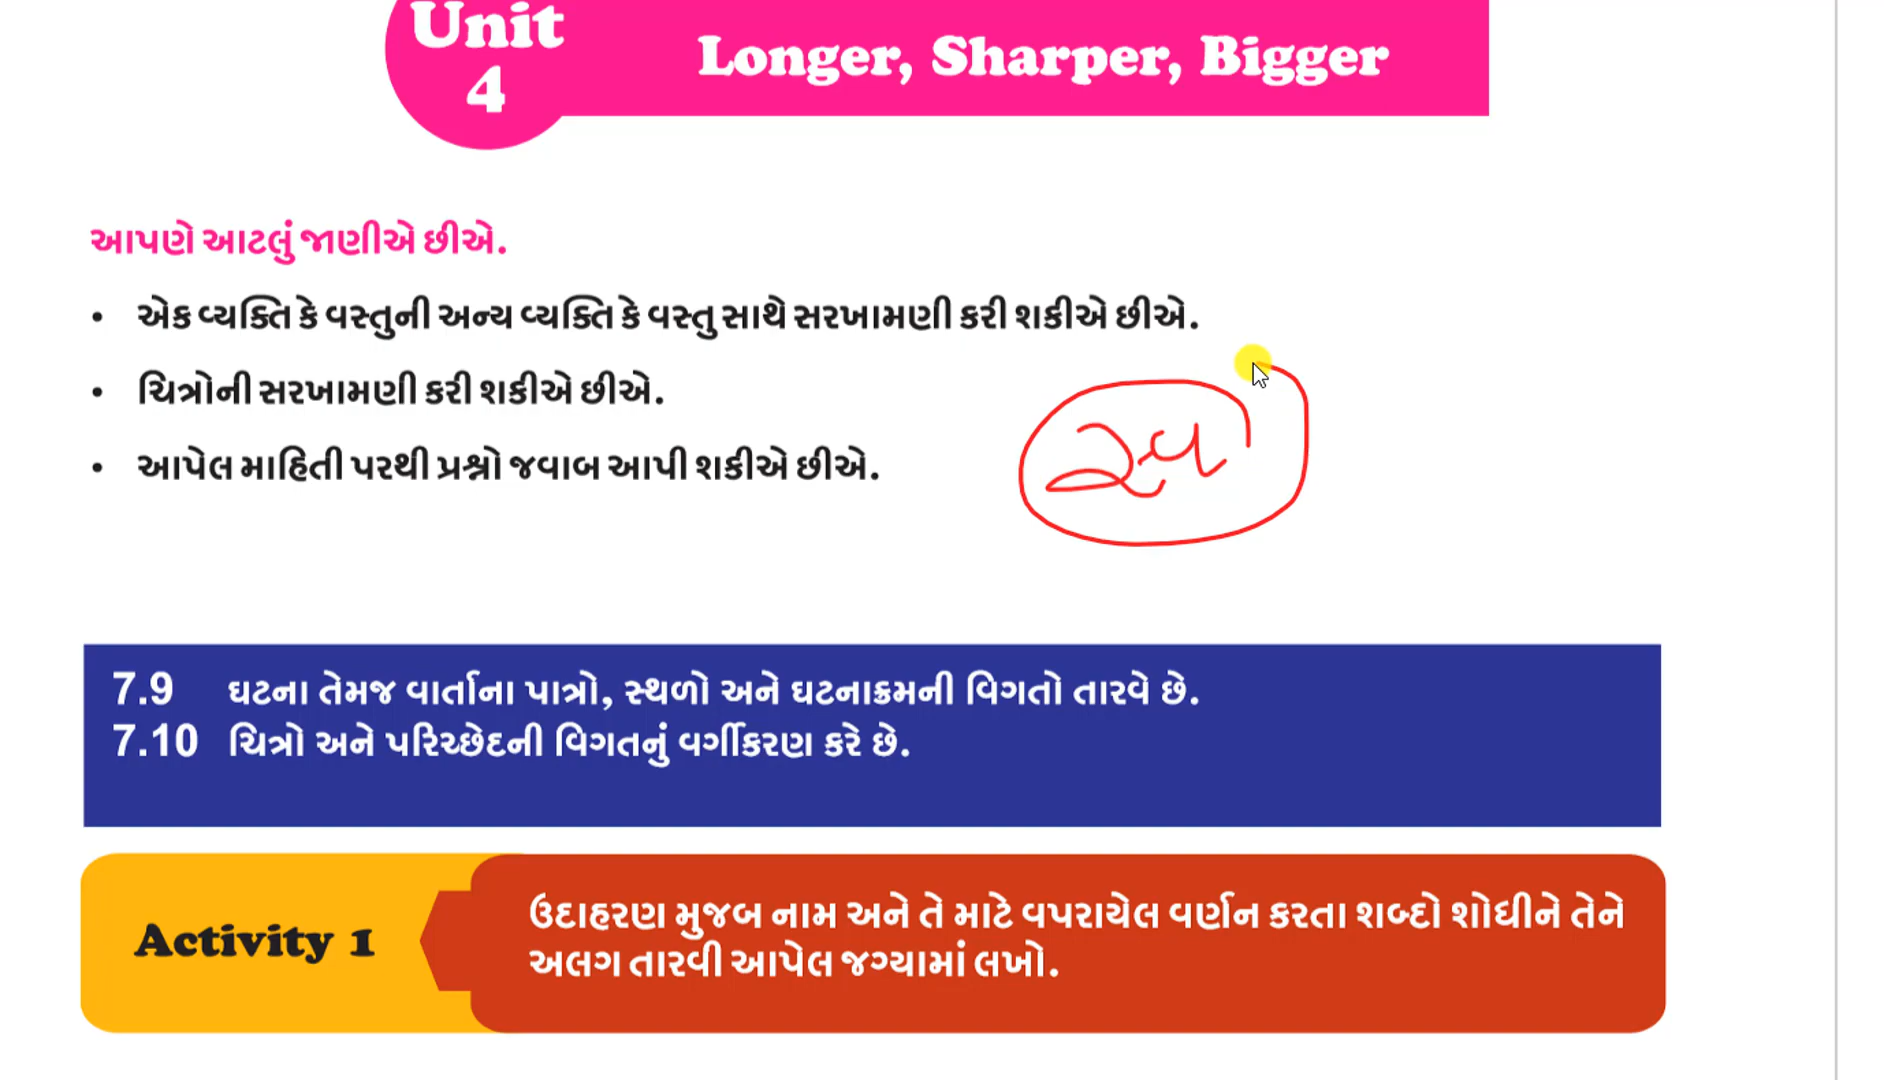 Unit
4
Longer, Sharper, Bigger
આપણે આટલું જાણીએ છીએ.
• એક વ્યક્તિ કે વસ્તુની અન્ય વ્યક્તિ કે વસ્તુ સાથે સરખામણી કરી શકીએ છીએ.
• ચિત્રોની સરખામણી કરી શકીએ છીએ.
• આપેલ માહિતી પરથી પ્રશ્નો જવાબ આપી શકીએ છીએ.
7.9 ઘટના તેમજ વાર્તાના પાત્રો, સ્થળો અને ઘટનાક્રમની વિગતો તારવે છે.
7.10 ચિત્રો અને પરિચ્છેદની વિગતનું વર્ગીકરણ કરે છે.
Activity 1
ઉદાહરણ મુજબ નામ અને તે માટે વપરાયેલ વર્ણન કરતા શબ્દો શોધીને તેને
અલગ તારવી આપેલ જગ્યામાં લખો.